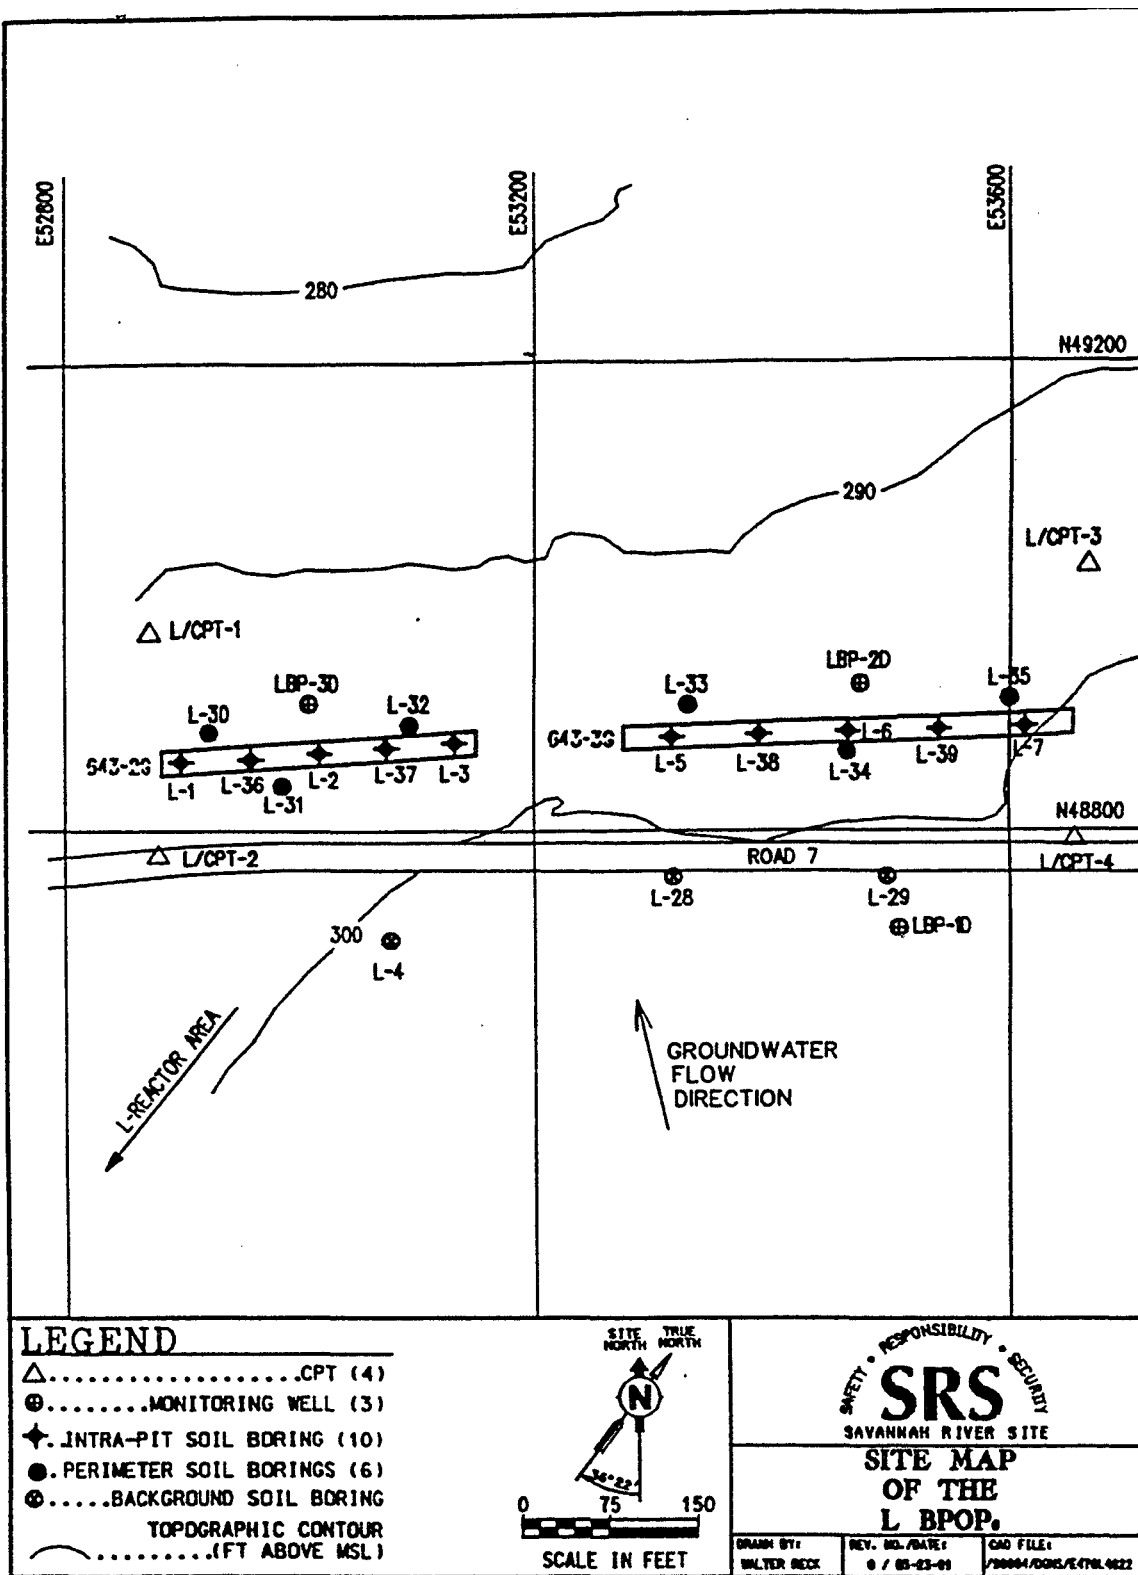 E52800
E53200
E53600
280
N49200
290
L/CPT-3
L/CPT-1
LBP-3D
LBP-2D
L-30
L-32
L-33
L-35
643-2G
643-3G
L-6
L-1
L-36
L-2
L-37
L-3
L-5
L-38
L-34
L-39
L-7
L-31
N48800
L/CPT-2
ROAD 7
L/CPT-4
L-28
L-29
300
LBP-1D
L-4
L-REACTOR AREA
GROUNDWATER
FLOW
DIRECTION
LEGEND
CPT (4)
MONITORING WELL (3)
INTRA-PIT SOIL BORING (10)
PERIMETER SOIL BORINGS (6)
BACKGROUND SOIL BORING
TOPOGRAPHIC CONTOUR
(FT ABOVE MSL)
SITE NORTH
TRUE NORTH
N
36°22'
0 75 150
SCALE IN FEET
SAFETY • RESPONSIBILITY • SECURITY
SRS
SAVANNAH RIVER SITE
SITE MAP
OF THE
L BPOP.
DRAWN BY:
WALTER BECK
REV. NO./DATE:
CAD FILE: